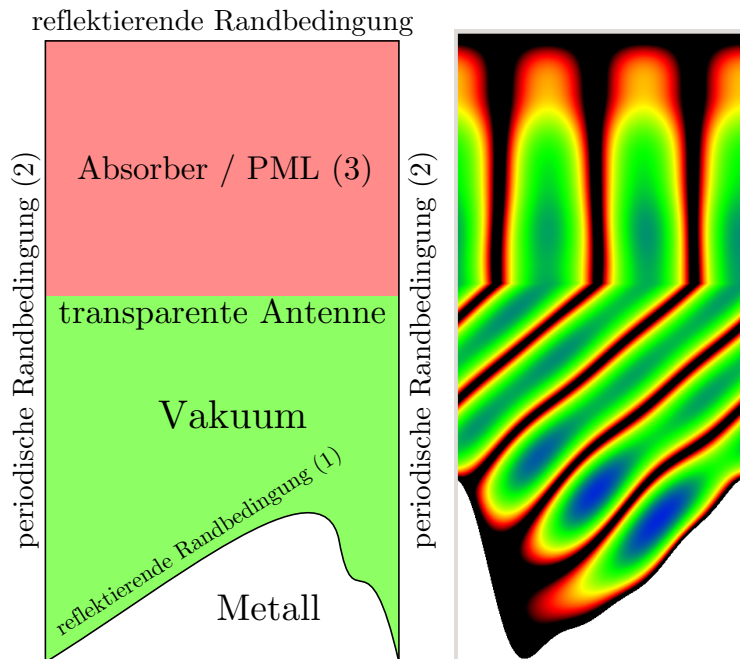 reflektierende Randbedingung
periodische Randbedingung (2)
Absorber / PML (3)
periodische Randbedingung (2)
transparente Antenne
Vakuum
reflektierende Randbedingung (1)
Metall